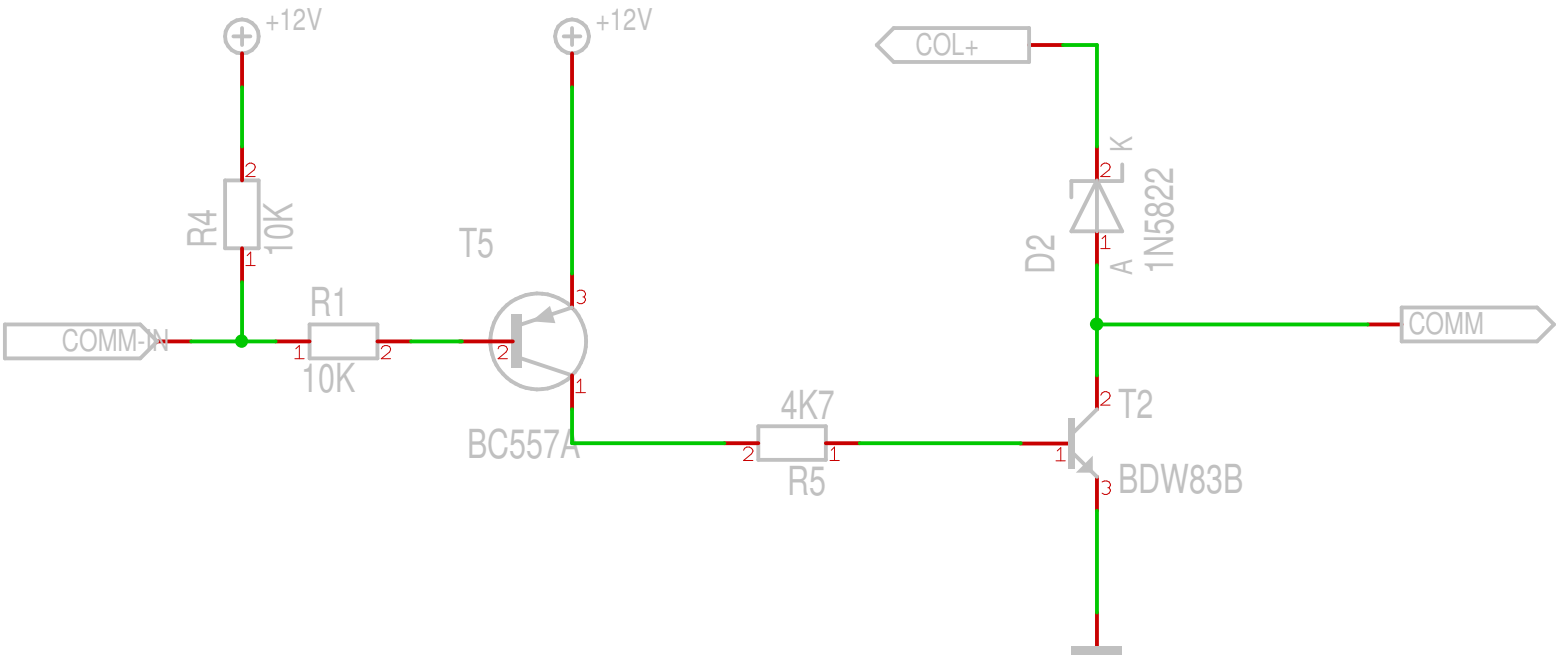 +12V
+12V
COL+
K
2
2
R4
10K
1N5822
T5
D2
1
1
A
R1
3
COMM-IN
COMM
1
2
2
10K
1
4K7
2
T2
BC557A
2
1
1
R5
3
BDW83B